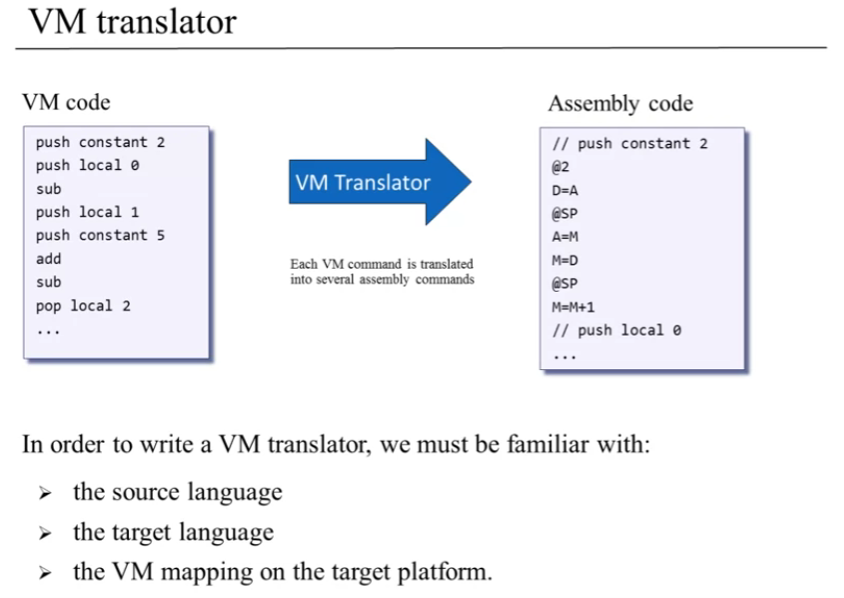 VM translator
VM code
push constant 2
push local 0
sub
push local 1
push constant 5
add
sub
pop local 2
...
VM Translator
Each VM command is translated
into several assembly commands
Assembly code
// push constant 2
@2
D=A
@SP
A=M
M=D
@SP
M=M+1
// push local 0
...
In order to write a VM translator, we must be familiar with:
➢ the source language
➢ the target language
➢ the VM mapping on the target platform.